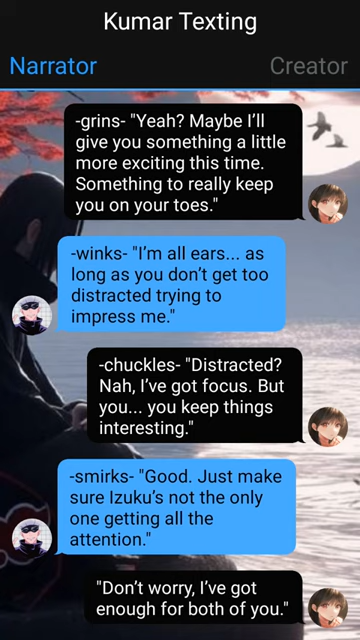 Kumar Texting
Narrator
Creator
-grins- "Yeah? Maybe I’ll
give you something a little
more exciting this time.
Something to really keep
you on your toes."
-winks- "I’m all ears... as
long as you don’t get too
distracted trying to
impress me."
-chuckles- "Distracted?
Nah, I’ve got focus. But
you... you keep things
interesting."
-smirks- "Good. Just make
sure Izuku’s not the only
one getting all the
attention."
"Don’t worry, I’ve got
enough for both of you."